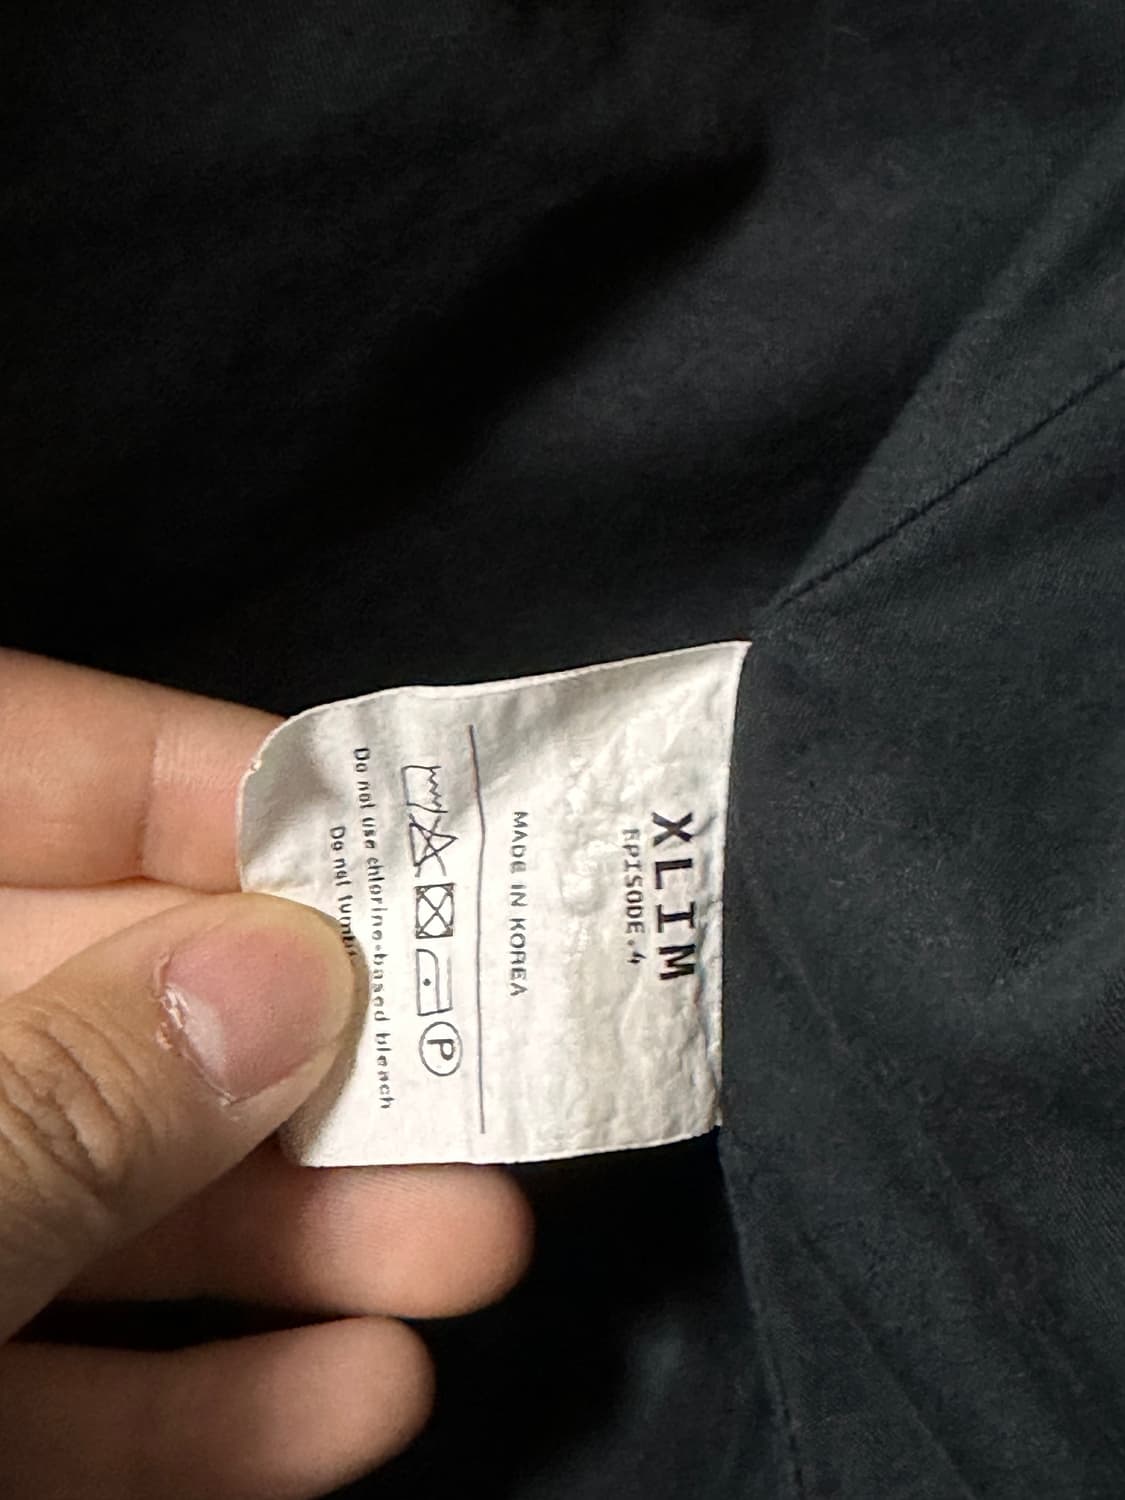 XLIM
EPISODE.4
MADE IN KOREA
P
Do not use chlorine-based bleach
Do not